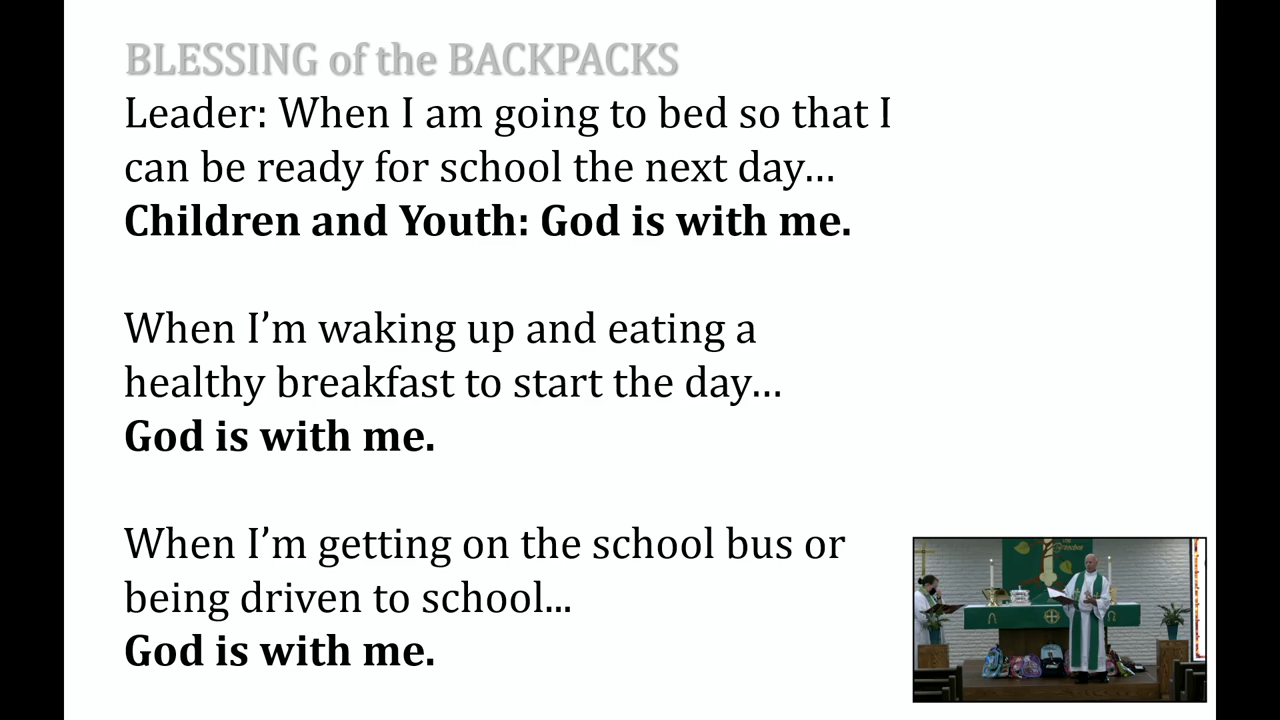 BLESSING of the BACKPACKS
Leader: When I am going to bed so that I
can be ready for school the next day…
Children and Youth: God is with me.
When I’m waking up and eating a
healthy breakfast to start the day…
God is with me.
When I’m getting on the school bus or
being driven to school...
God is with me.
Branches